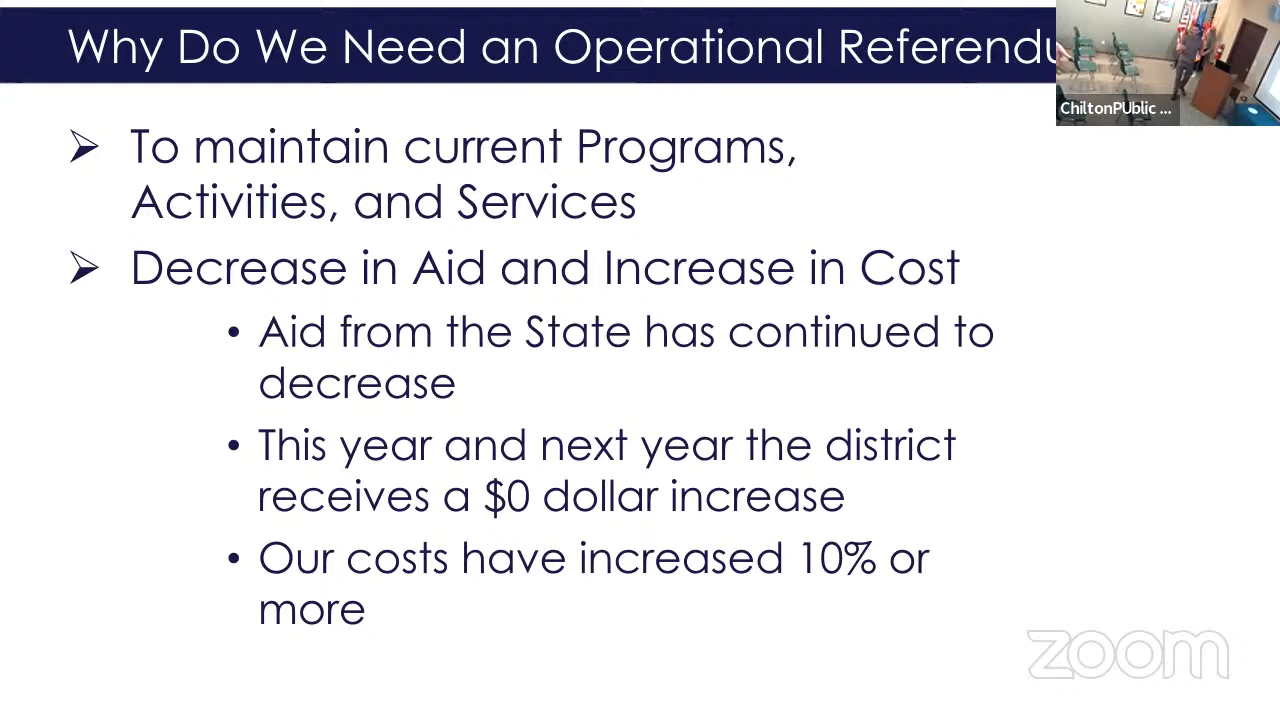 Why Do We Need an Operational Referendu
ChiltonPUblic ...
➢ To maintain current Programs,
Activities, and Services
➢ Decrease in Aid and Increase in Cost
• Aid from the State has continued to
decrease
• This year and next year the district
receives a $0 dollar increase
• Our costs have increased 10% or
more
zoom